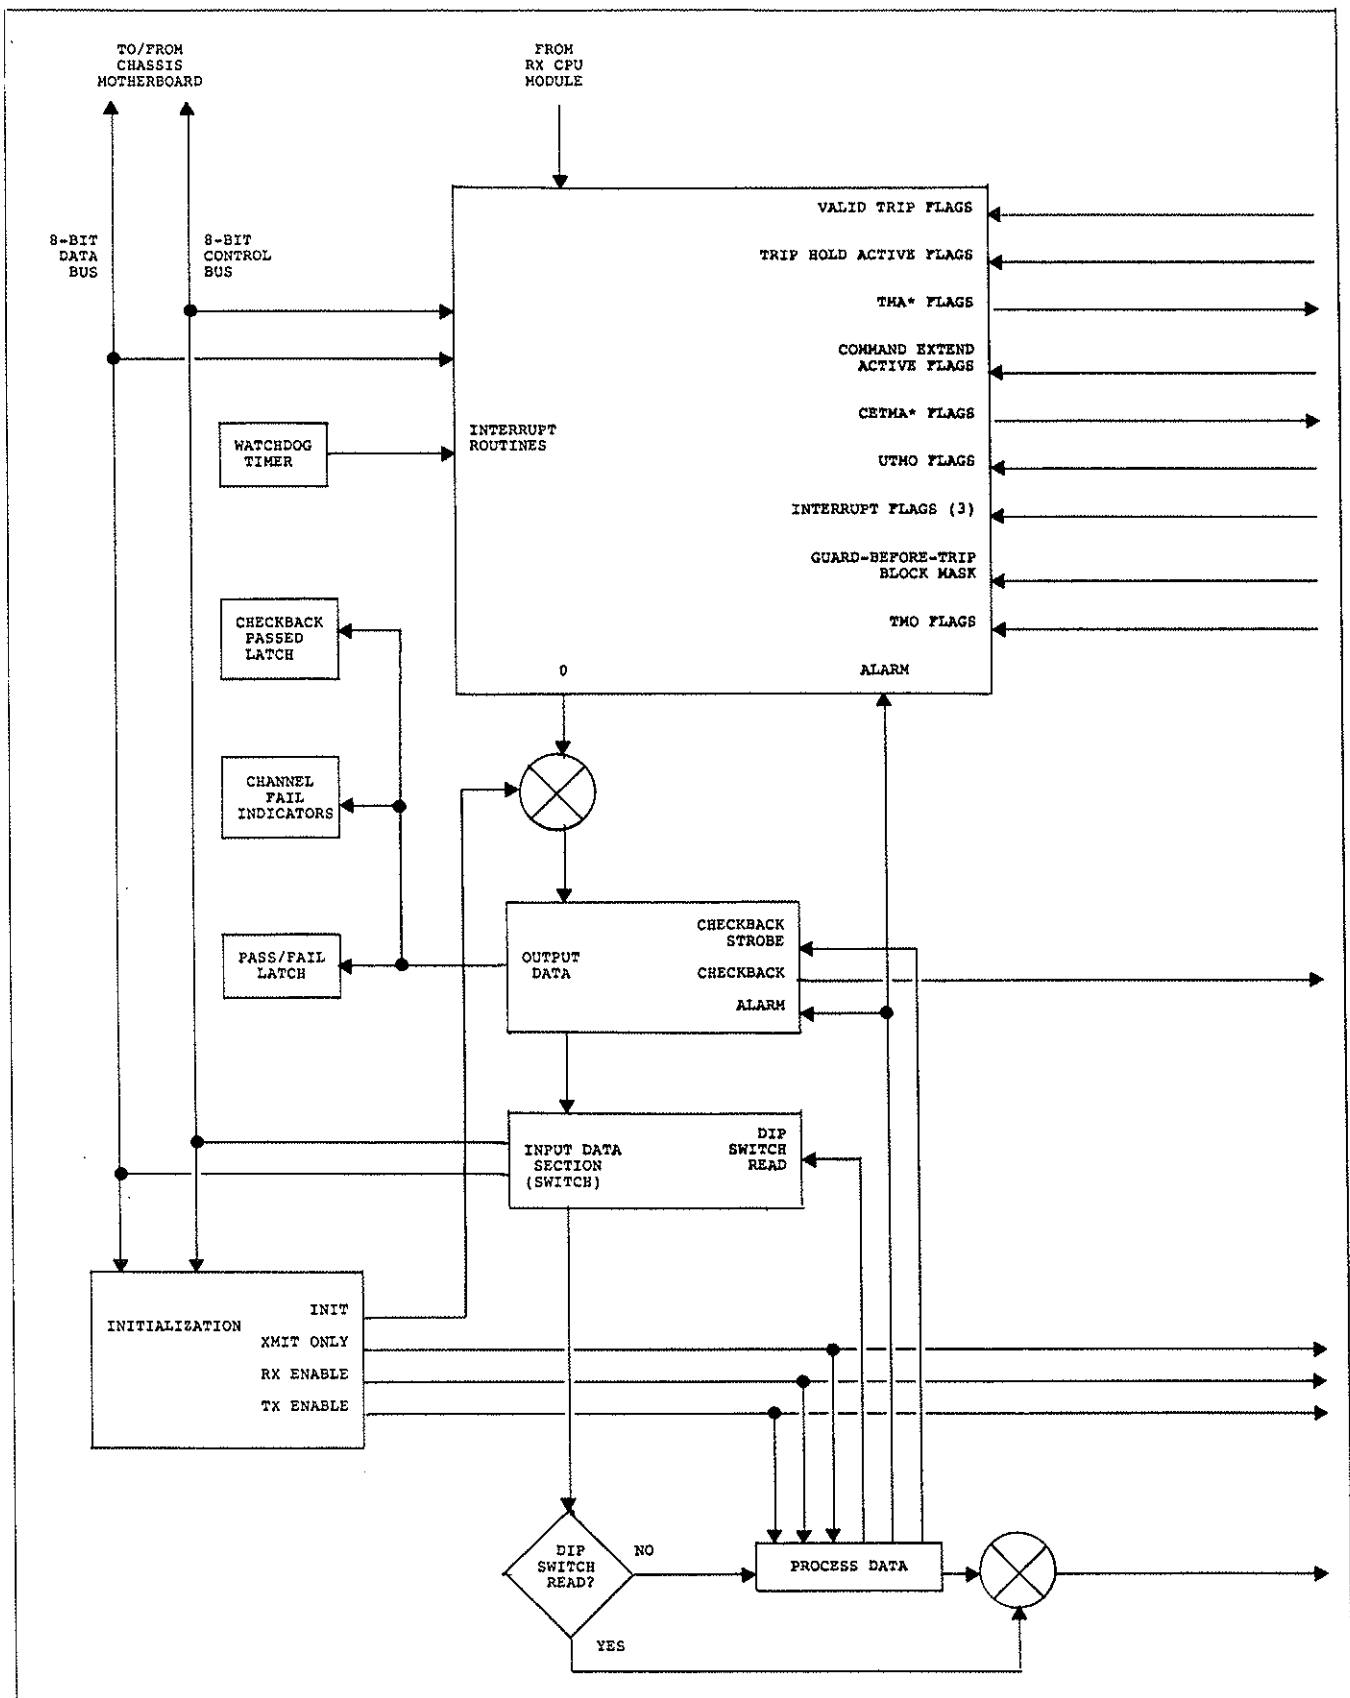 TO/FROM
CHASSIS
MOTHERBOARD
FROM
RX CPU
MODULE
8-BIT
DATA
BUS
8-BIT
CONTROL
BUS
VALID TRIP FLAGS
TRIP HOLD ACTIVE FLAGS
TMA* FLAGS
COMMAND EXTEND
ACTIVE FLAGS
CETMA* FLAGS
UTMO FLAGS
INTERRUPT FLAGS (3)
GUARD-BEFORE-TRIP
BLOCK MASK
TMO FLAGS
INTERRUPT
ROUTINES
0
ALARM
WATCHDOG
TIMER
CHECKBACK
PASSED
LATCH
CHANNEL
FAIL
INDICATORS
PASS/FAIL
LATCH
OUTPUT
DATA
CHECKBACK
STROBE
CHECKBACK
ALARM
INPUT DATA
SECTION
(SWITCH)
DIP
SWITCH
READ
INITIALIZATION
INIT
XMIT ONLY
RX ENABLE
TX ENABLE
DIP
SWITCH
READ?
NO
YES
PROCESS DATA